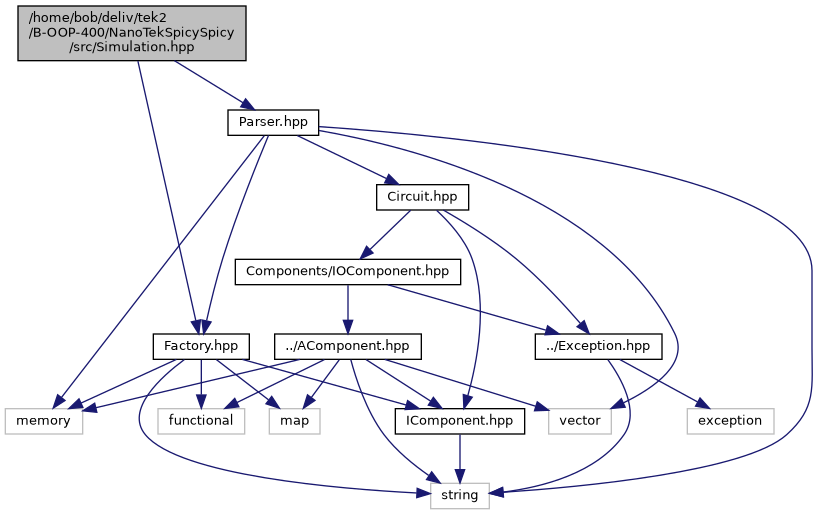 /home/bob/deliv/tek2
/B-OOP-400/NanoTekSpicySpicy
/src/Simulation.hpp
Parser.hpp
Circuit.hpp
Components/IOComponent.hpp
Factory.hpp
../AComponent.hpp
../Exception.hpp
memory
functional
map
IComponent.hpp
vector
exception
string